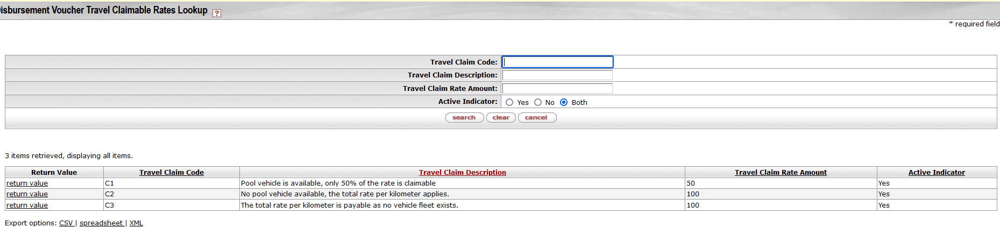 isbursement Voucher Travel Claimable Rates Lookup ?
* required field
Travel Claim Code:
Travel Claim Description:
Travel Claim Rate Amount:
Active Indicator: Yes No Both
search clear cancel
3 items retrieved, displaying all items.
Return Value Travel Claim Code Travel Claim Description Travel Claim Rate Amount Active Indicator
return value C1 Pool vehicle is available, only 50% of the rate is claimable 50 Yes
return value C2 No pool vehicle available, the total rate per kilometer applies. 100 Yes
return value C3 The total rate per kilometer is payable as no vehicle fleet exists. 100 Yes
Export options: CSV | spreadsheet | XML